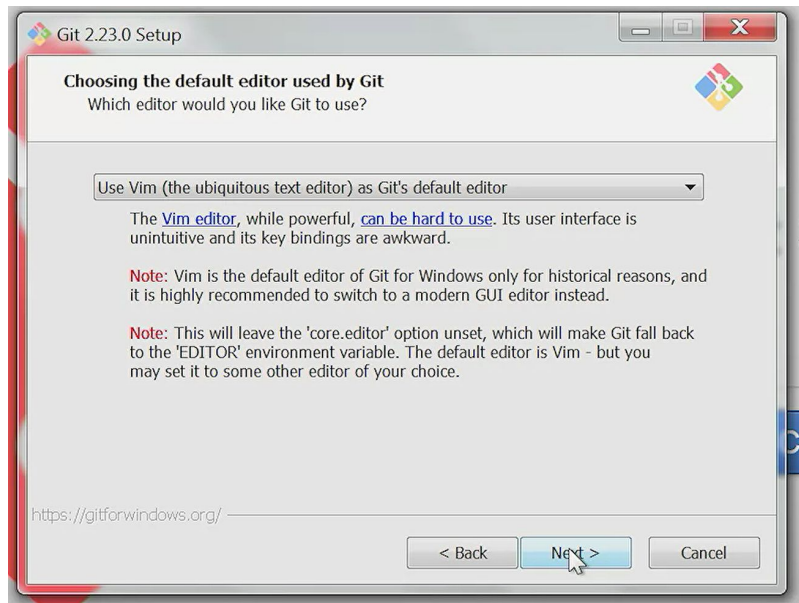 Git 2.23.0 Setup
Choosing the default editor used by Git
Which editor would you like Git to use?
Use Vim (the ubiquitous text editor) as Git's default editor
The Vim editor, while powerful, can be hard to use. Its user interface is
unintuitive and its key bindings are awkward.
Note: Vim is the default editor of Git for Windows only for historical reasons, and
it is highly recommended to switch to a modern GUI editor instead.
Note: This will leave the 'core.editor' option unset, which will make Git fall back
to the 'EDITOR' environment variable. The default editor is Vim - but you
may set it to some other editor of your choice.
https://gitforwindows.org/
< Back
Next >
Cancel